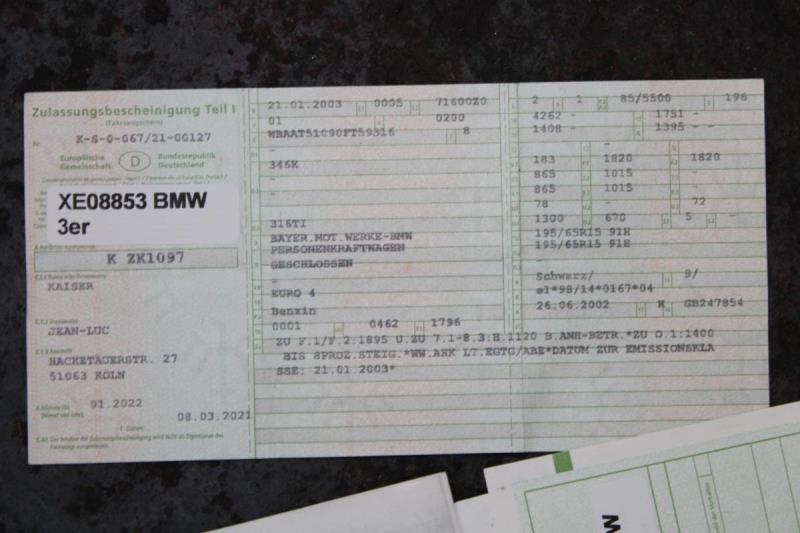 Zulassungsbescheinigung Teil I
(Fahrzeugschein)
Nr. K-S-0-067/21-00127
Europäische Gemeinschaft D Bundesrepublik Deutschland
XE08853 BMW
3er
K ZK1097
KAISER
JEAN-LUC
HACKETAUERSTR. 27
51063 KÖLN
01.2022
08.03.2021
21.01.2003 0005 71600Z0
01 0200
WBAAT51090FT59316 8
-
346K
-
316TI
BAYER.MOT.WERKE-BMW
PERSONENKRAFTWAGEN
GESCHLOSSEN
-
EURO 4
Benzin
0001 0462 1796
2 1 85/5500 196
4262 - 1751 -
1408 - 1395 --
-
183 1820 1820
865 1015 -
865 1015 -
78 - 72
1300 670 5 -
195/65R15 91H
195/65R15 91H
-
Schwarz/ 9/
e1*98/14*0167*04
26.06.2002 K GB247854
ZU F.1/F.2:1895 U.ZU 7.1-8.3:H.1120 B.ANH-BETR.*ZU O.1:1400
BIS 8PROZ.STEIG.*WW.AHK LT.EGTG/ABE*DATUM ZUR EMISSIONSKLA
SSE: 21.01.2003*